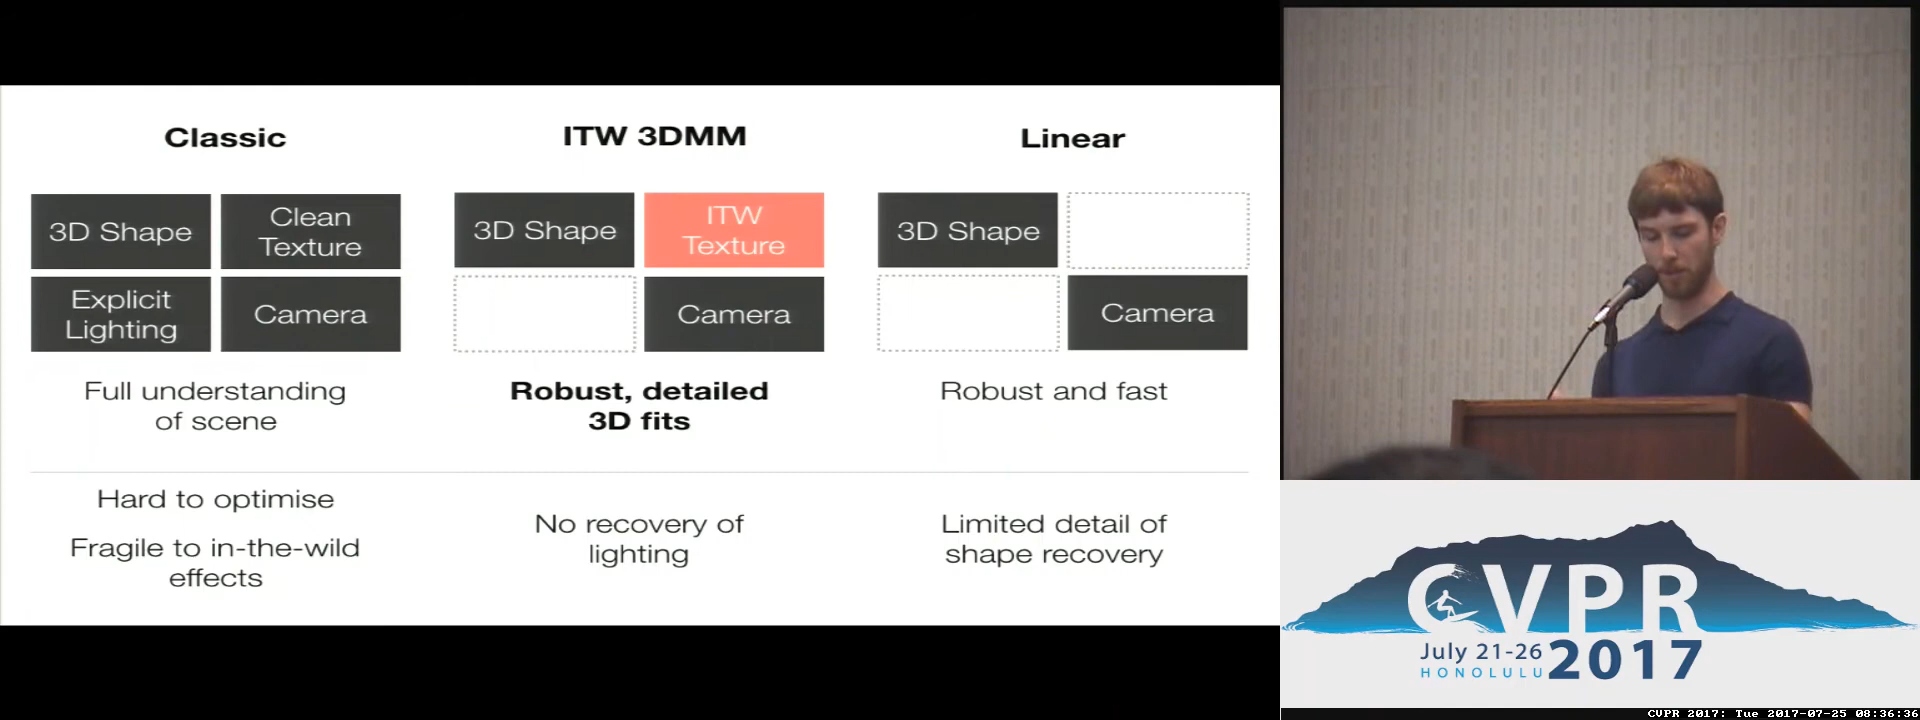 Classic
3D Shape
Clean
Texture
Explicit
Lighting
Camera
Full understanding
of scene
Hard to optimise
Fragile to in-the-wild
effects
ITW 3DMM
3D Shape
ITW
Texture
Camera
Robust, detailed
3D fits
No recovery of
lighting
Linear
3D Shape
Camera
Robust and fast
Limited detail of
shape recovery
CVPR
July 21-26
HONOLULU
2017
CVPR 2017: Tue 2017-07-25 08:36:36